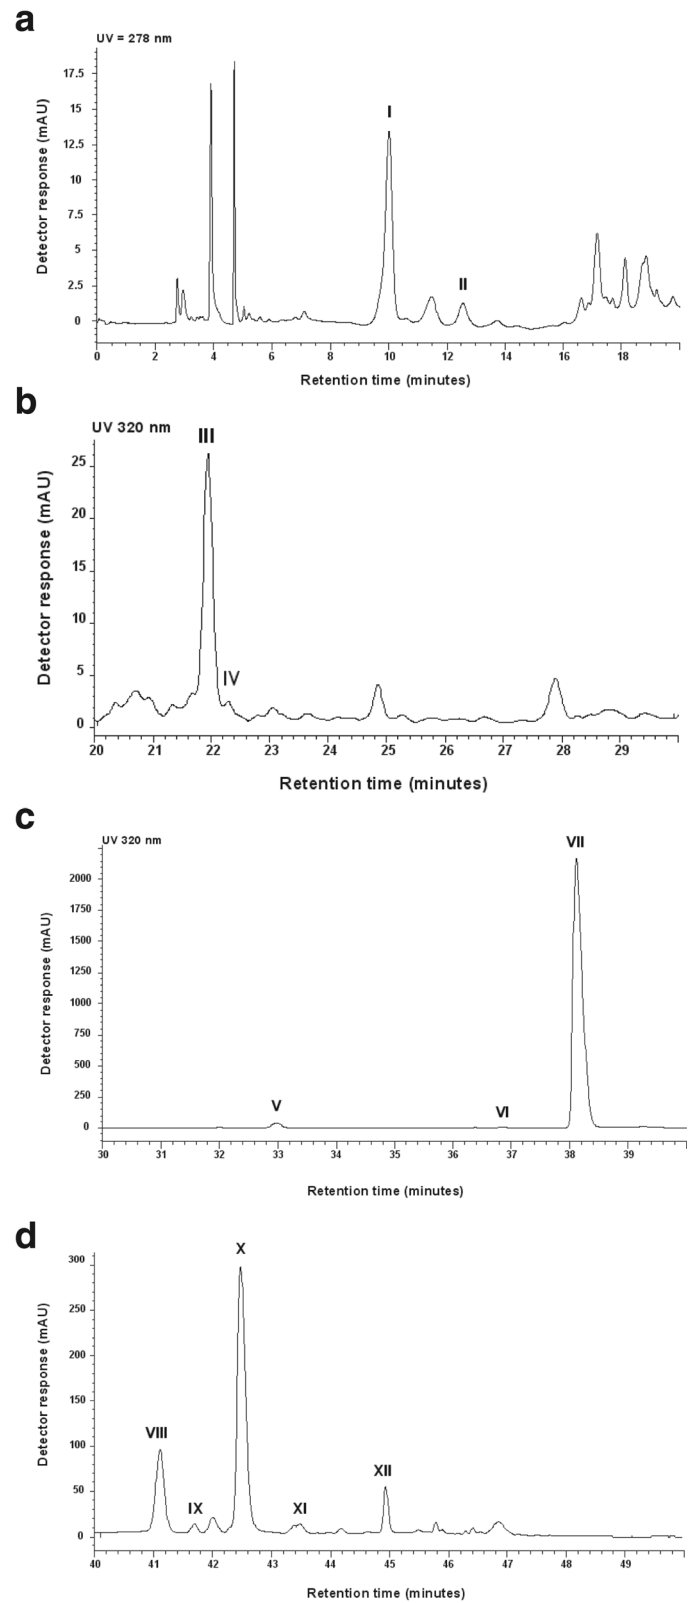 a
UV = 278 nm
Detector response (mAU)
17.5
15
12.5
10
7.5
5
2.5
0
I
II
0 2 4 6 8 10 12 14 16 18
Retention time (minutes)
b
UV 320 nm
Detector response (mAU)
25
20
15
10
5
0
III
IV
20 21 22 23 24 25 26 27 28 29
Retention time (minutes)
c
UV 320 nm
Detector response (mAU)
2000
1750
1500
1250
1000
750
500
250
0
V
VI
VII
30 31 32 33 34 35 36 37 38 39
Retention time (minutes)
d
Detector response (mAU)
300
250
200
150
100
50
0
VIII
IX
X
XI
XII
40 41 42 43 44 45 46 47 48 49
Retention time (minutes)